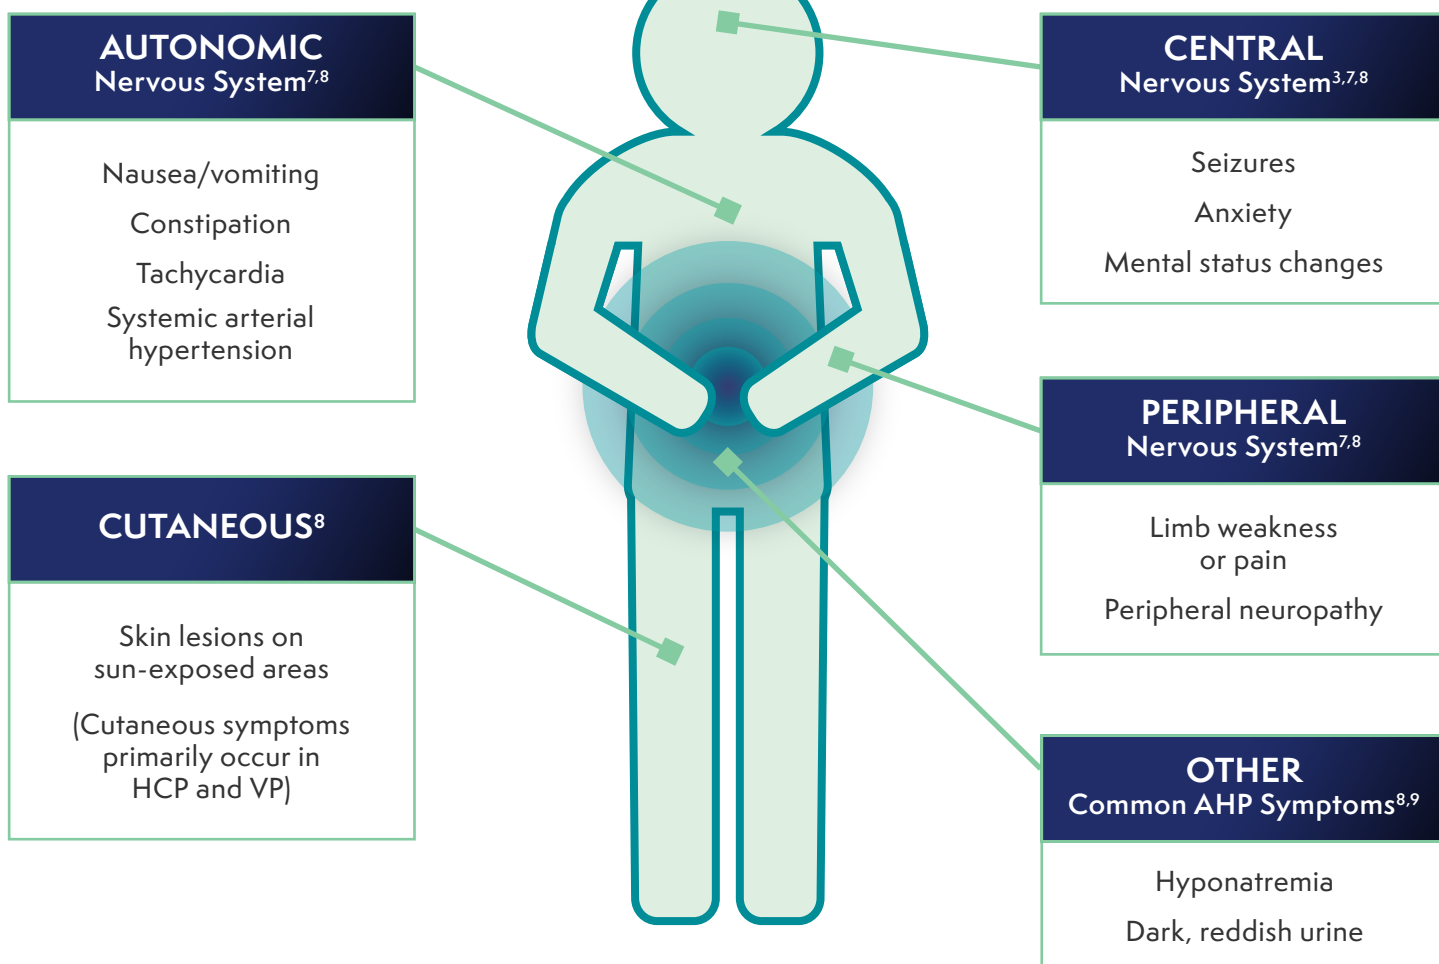 AUTONOMIC
Nervous System7,8
Nausea/vomiting
Constipation
Tachycardia
Systemic arterial
hypertension
CUTANEOUS8
Skin lesions on
sun-exposed areas
(Cutaneous symptoms
primarily occur in
HCP and VP)
CENTRAL
Nervous System3,7,8
Seizures
Anxiety
Mental status changes
PERIPHERAL
Nervous System7,8
Limb weakness
or pain
Peripheral neuropathy
OTHER
Common AHP Symptoms8,9
Hyponatremia
Dark, reddish urine